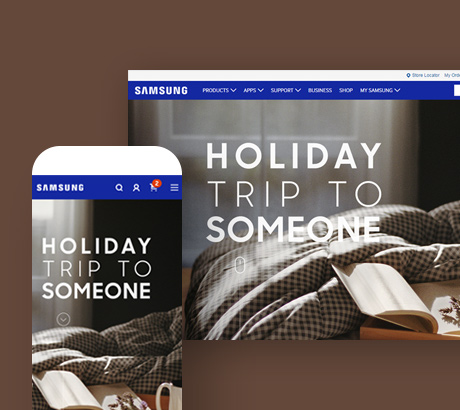 Store Locator My Ord
SAMSUNG PRODUCTS APPS SUPPORT BUSINESS SHOP MY SAMSUNG
HOLIDAY
TRIP TO
SOMEONE
SAMSUNG 2
HOLIDAY
TRIP TO
SOMEONE